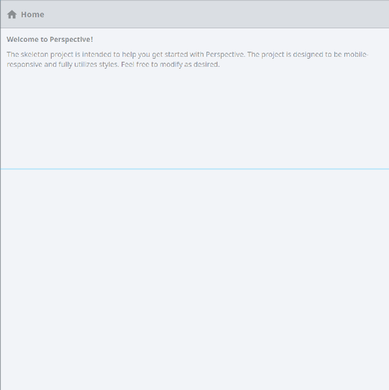 Home
Welcome to Perspective!
The skeleton project is intended to help you get started with Perspective. The project is designed to be mobile-
responsive and fully utilizes styles. Feel free to modify as desired.